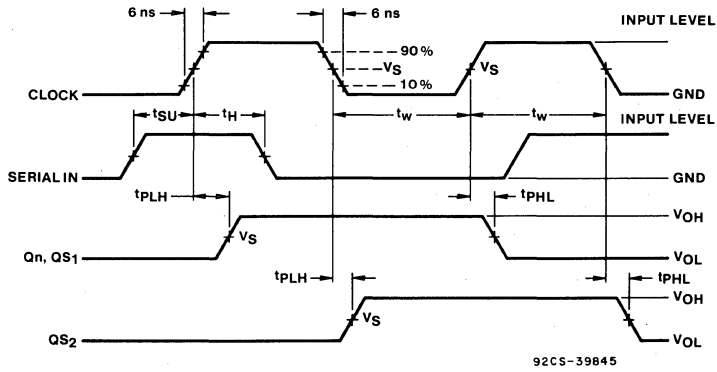 6 ns
6 ns
INPUT LEVEL
90%
VS
10%
VS
CLOCK
GND
tSU
tH
tW
tW
INPUT LEVEL
SERIAL IN
GND
tPLH
tPHL
VOH
VS
Qn, QS1
VOL
tPLH
tPHL
VOH
VS
QS2
VOL
92CS-39845